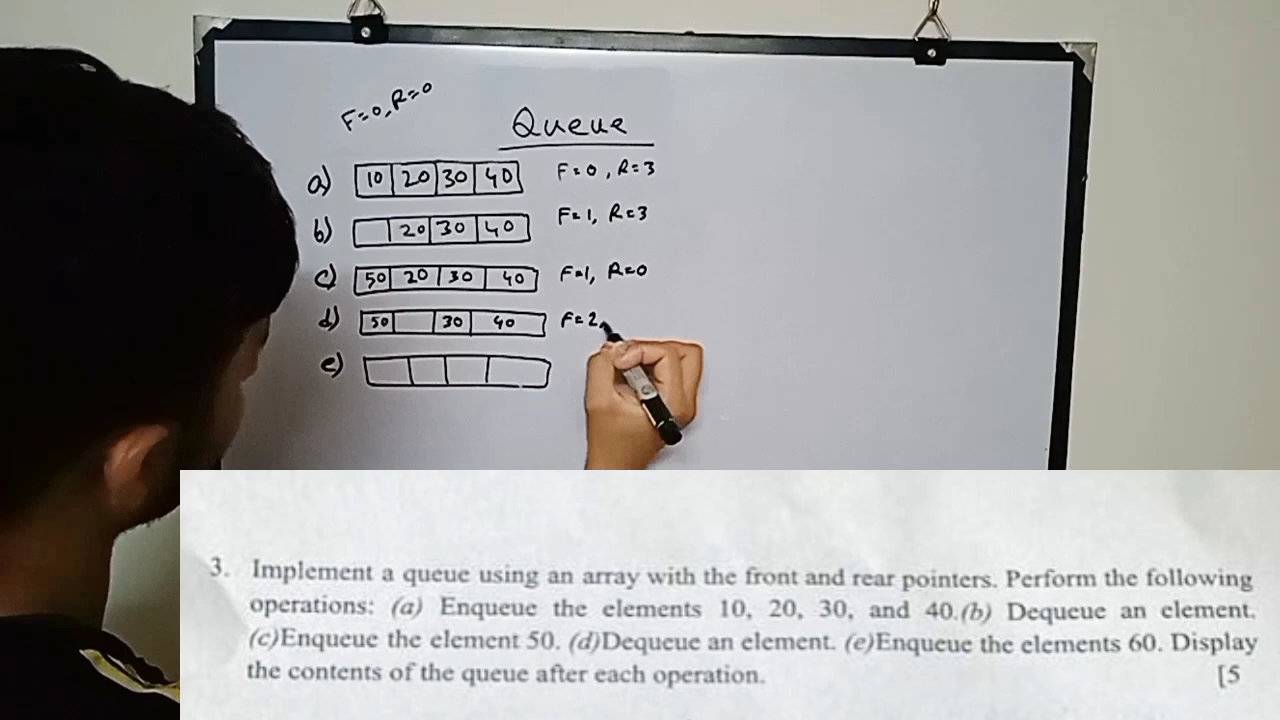 F=0, R=0
Queue
a) 10 20 30 40 F=0, R=3
b) 20 30 40 F=1, R=3
c) 50 20 30 40 F=1, R=0
d) 50 30 40 F=2,
e)
3. Implement a queue using an array with the front and rear pointers. Perform the following
operations: (a) Enqueue the elements 10, 20, 30, and 40.(b) Dequeue an element.
(c)Enqueue the element 50. (d)Dequeue an element. (e)Enqueue the elements 60. Display
the contents of the queue after each operation. [5